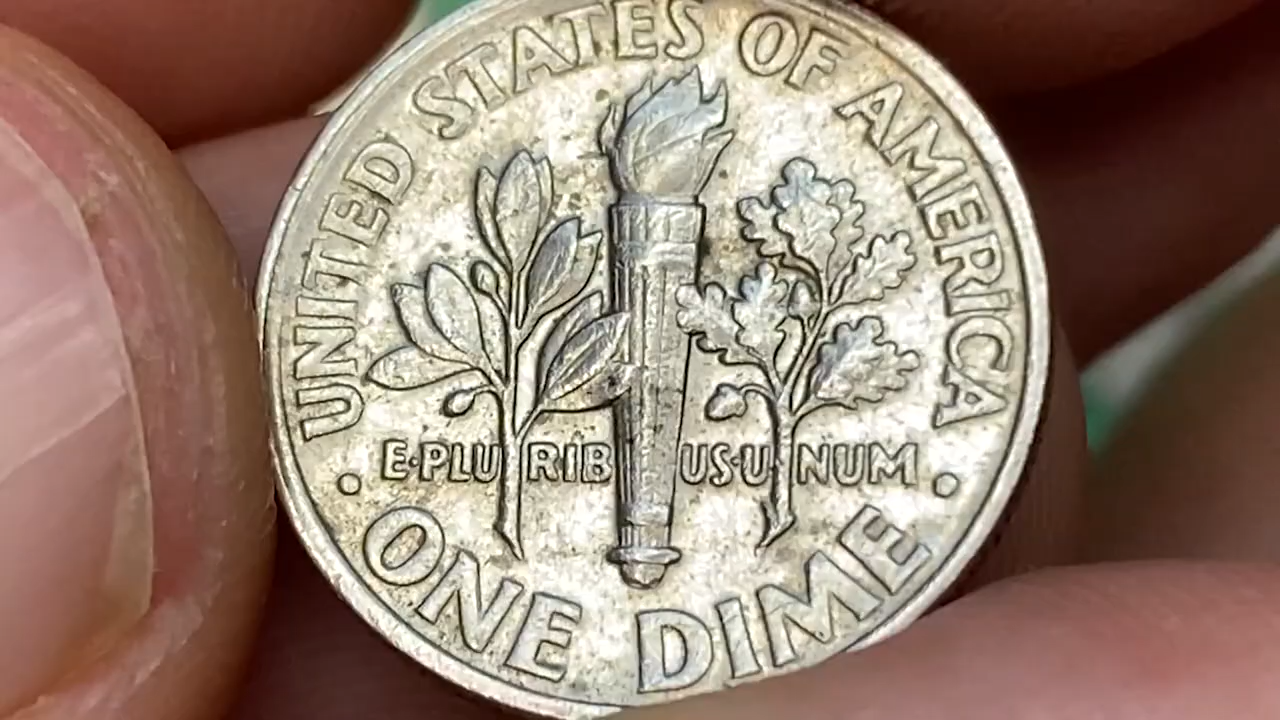 UNITED STATES OF AMERICA
E·PLURIBUS·UNUM
· ONE DIME ·